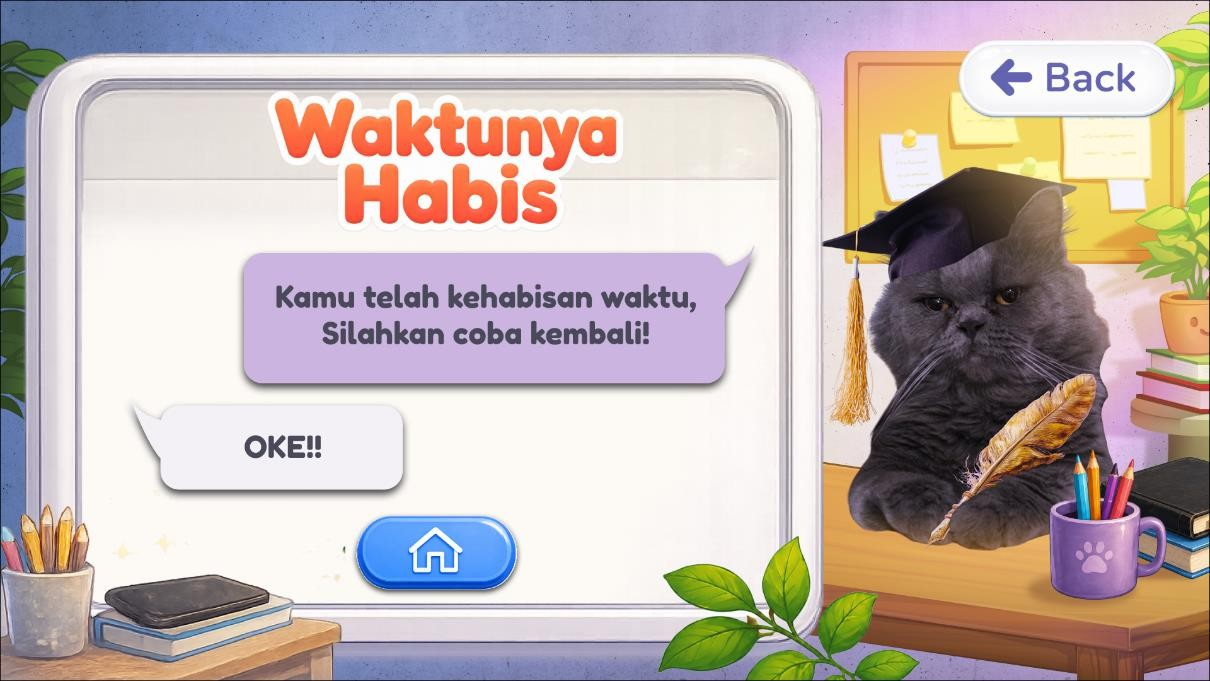 Back
Waktunya
Habis
Kamu telah kehabisan waktu,
Silahkan coba kembali!
OKE!!